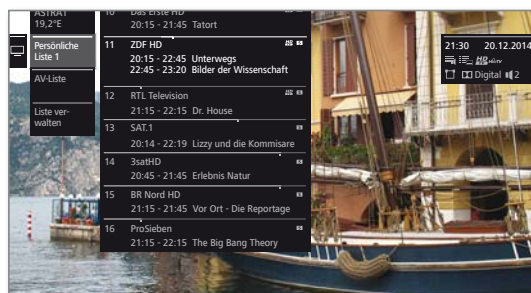 ASTRA1
19,2°E
Persönliche
Liste 1
AV-Liste
Liste ver-
walten
10 Das Erste HD
20:15 - 21:45 Tatort
11 ZDF HD
20:15 - 22:45 Unterwegs
22:45 - 23:20 Bilder der Wissenschaft
12 RTL Television
21:15 - 22:15 Dr. House
13 SAT.1
20:14 - 22:19 Lizzy und die Kommisare
14 3satHD
20:45 - 21:45 Erlebnis Natur
15 BR Nord HD
21:15 - 21:45 Vor Ort - Die Reportage
16 ProSieben
21:15 - 22:15 The Big Bang Theory
21:30 20.12.2014
Digital 2